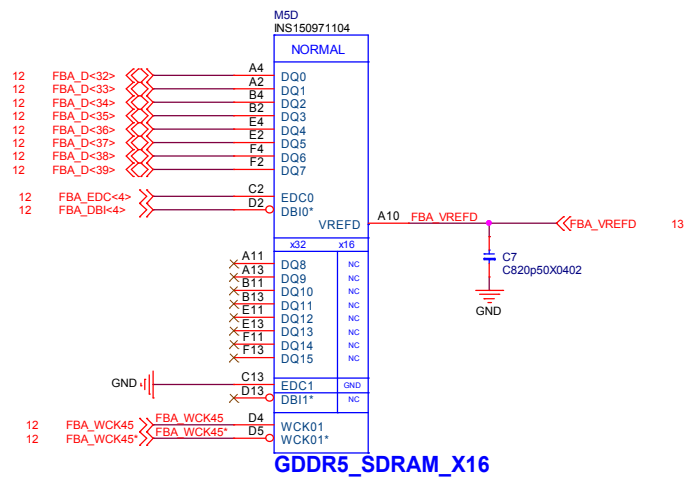 M5D
INS150971104
NORMAL
12 FBA_D<32> A4 DQ0
12 FBA_D<33> A2 DQ1
12 FBA_D<34> B4 DQ2
12 FBA_D<35> B2 DQ3
12 FBA_D<36> E4 DQ4
12 FBA_D<37> E2 DQ5
12 FBA_D<38> F4 DQ6
12 FBA_D<39> F2 DQ7
12 FBA_EDC<4> C2 EDC0
12 FBA_DBI<4> D2 DBI0*
VREFD A10 FBA_VREFD FBA_VREFD 13
x32 x16
A11 DQ8 NC
A13 DQ9 NC
B11 DQ10 NC
B13 DQ11 NC
E11 DQ12 NC
E13 DQ13 NC
F11 DQ14 NC
F13 DQ15 NC
C7
C820p50X0402
GND
GND C13 EDC1 GND
D13 DBI1* NC
12 FBA_WCK45 FBA_WCK45 D4 WCK01
12 FBA_WCK45* FBA_WCK45* D5 WCK01*
GDDR5_SDRAM_X16